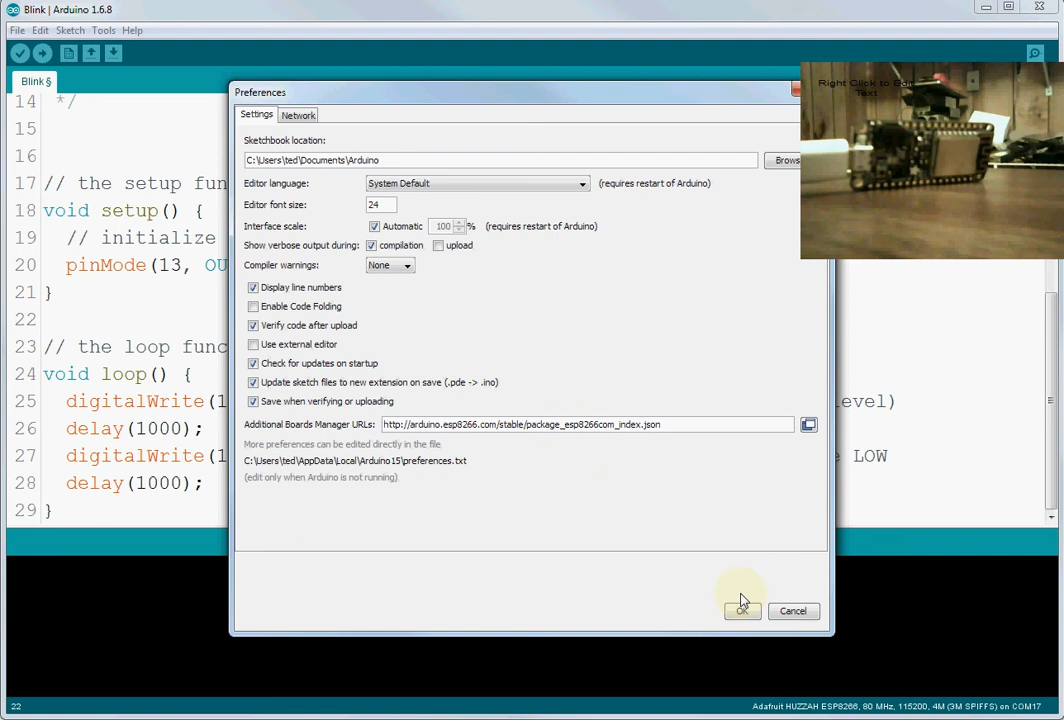 Blink | Arduino 1.6.8
File Edit Sketch Tools Help
Blink §
Right Click to Edit
Text
Preferences
Settings Network
Sketchbook location:
C:\Users\ted\Documents\Arduino Brows
Editor language: System Default (requires restart of Arduino)
Editor font size: 24
Interface scale: Automatic 100 % (requires restart of Arduino)
Show verbose output during: compilation upload
Compiler warnings: None
Display line numbers
Enable Code Folding
Verify code after upload
Use external editor
Check for updates on startup
Update sketch files to new extension on save (.pde -> .ino)
Save when verifying or uploading
Additional Boards Manager URLs: http://arduino.esp8266.com/stable/package_esp8266com_index.json
More preferences can be edited directly in the file
C:\Users\ted\AppData\Local\Arduino15\preferences.txt
(edit only when Arduino is not running)
OK Cancel
14 */
15
16
17 // the setup fun
18 void setup() {
19 // initialize
20 pinMode(13, OU
21 }
22
23 // the loop func
24 void loop() {
25 digitalWrite(1 level)
26 delay(1000);
27 digitalWrite(1 e LOW
28 delay(1000);
29 }
22 Adafruit HUZZAH ESP8266, 80 MHz, 115200, 4M (3M SPIFFS) on COM17